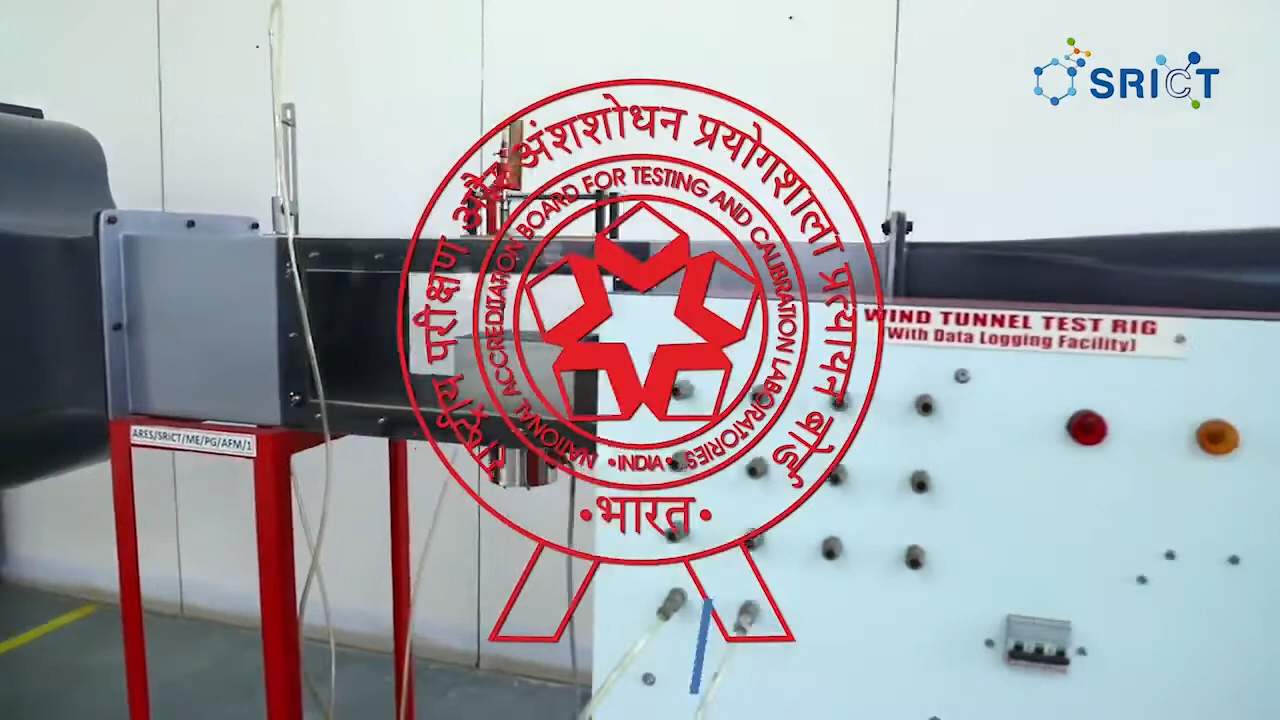 SRICT
राष्ट्रीय परीक्षण और अंशशोधन प्रयोगशाला प्रत्यायन बोर्ड
NATIONAL ACCREDITATION BOARD FOR TESTING AND CALIBRATION LABORATORIES
•INDIA•
•भारत•
WIND TUNNEL TEST RIG
(With Data Logging Facility)
ARES/SRICT/ME/PG/AFM/1